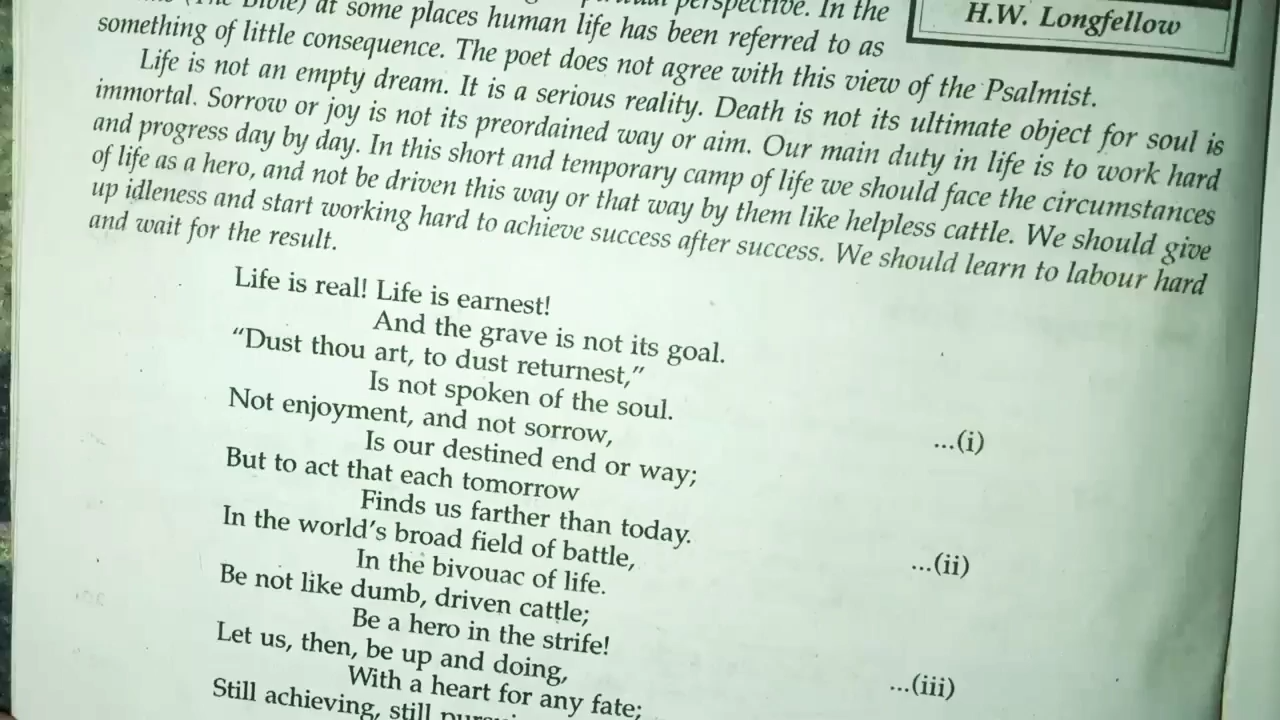 (The Bible) at some places human life has been referred to as
perspective. In the
H.W. Longfellow
something of little consequence. The poet does not agree with this view of the Psalmist.
Life is not an empty dream. It is a serious reality. Death is not its ultimate object for soul is
immortal. Sorrow or joy is not its preordained way or aim. Our main duty in life is to work hard
and progress day by day. In this short and temporary camp of life we should face the circumstances
of life as a hero, and not be driven this way or that way by them like helpless cattle. We should give
up idleness and start working hard to achieve success after success. We should learn to labour hard
and wait for the result.
Life is real! Life is earnest!
And the grave is not its goal.
"Dust thou art, to dust returnest,"
Is not spoken of the soul.
...(i)
Not enjoyment, and not sorrow,
Is our destined end or way;
But to act that each tomorrow
Finds us farther than today.
...(ii)
In the world's broad field of battle,
In the bivouac of life.
Be not like dumb, driven cattle;
Be a hero in the strife!
...(iii)
Let us, then, be up and doing,
With a heart for any fate;
Still achieving, still